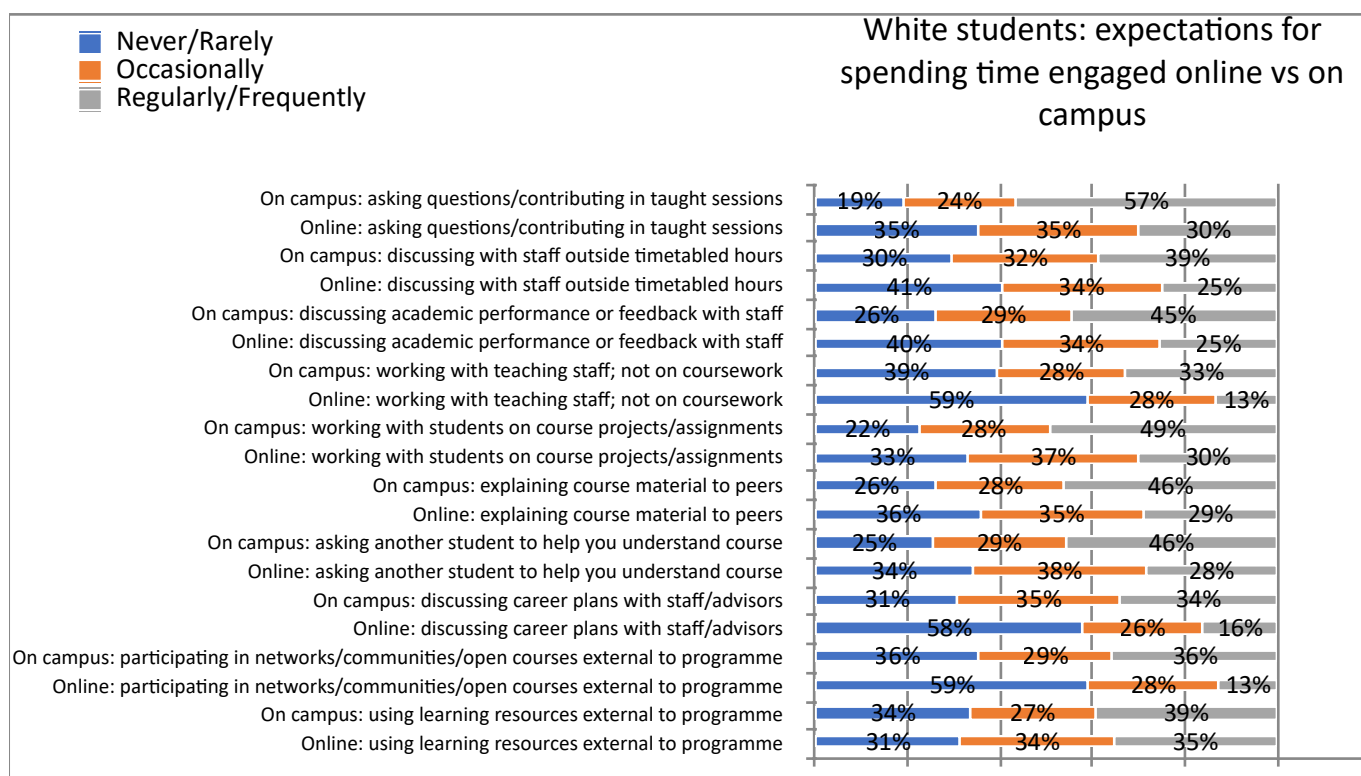 Never/Rarely
Occasionally
Regularly/Frequently
White students: expectations for
spending time engaged online vs on
campus
On campus: asking questions/contributing in taught sessions 19% 24% 57%
Online: asking questions/contributing in taught sessions 35% 35% 30%
On campus: discussing with staff outside timetabled hours 30% 32% 39%
Online: discussing with staff outside timetabled hours 41% 34% 25%
On campus: discussing academic performance or feedback with staff 26% 29% 45%
Online: discussing academic performance or feedback with staff 40% 34% 25%
On campus: working with teaching staff; not on coursework 39% 28% 33%
Online: working with teaching staff; not on coursework 59% 28% 13%
On campus: working with students on course projects/assignments 22% 28% 49%
Online: working with students on course projects/assignments 33% 37% 30%
On campus: explaining course material to peers 26% 28% 46%
Online: explaining course material to peers 36% 35% 29%
On campus: asking another student to help you understand course 25% 29% 46%
Online: asking another student to help you understand course 34% 38% 28%
On campus: discussing career plans with staff/advisors 31% 35% 34%
Online: discussing career plans with staff/advisors 58% 26% 16%
On campus: participating in networks/communities/open courses external to programme 36% 29% 36%
Online: participating in networks/communities/open courses external to programme 59% 28% 13%
On campus: using learning resources external to programme 34% 27% 39%
Online: using learning resources external to programme 31% 34% 35%